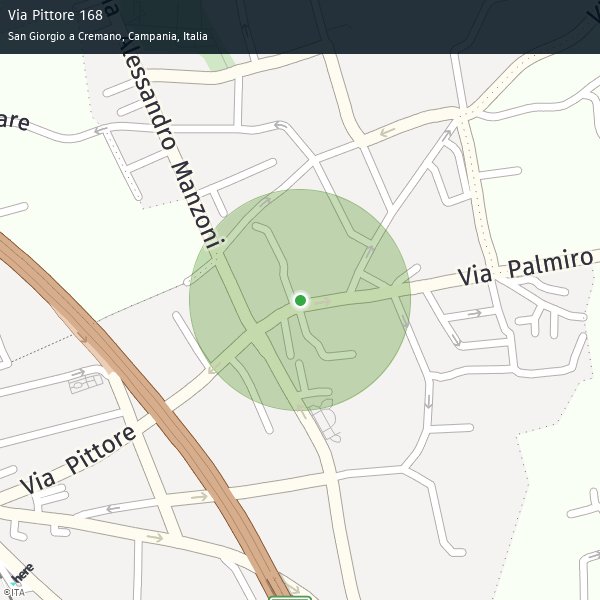 Via Pittore 168
San Giorgio a Cremano, Campania, Italia
Alessandro Manzoni
are
Via Palmiro
Via Pittore
here
©ITA